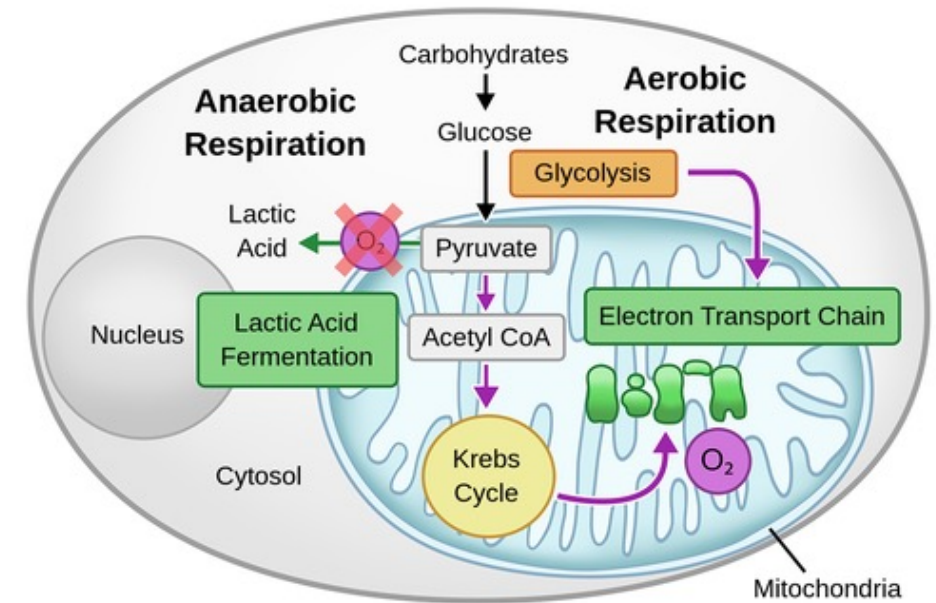 Carbohydrates
Anaerobic
Respiration
Aerobic
Respiration
Glucose
Glycolysis
Lactic
Acid
O₂
Pyruvate
Nucleus
Lactic Acid
Fermentation
Acetyl CoA
Electron Transport Chain
Krebs
Cycle
O₂
Cytosol
Mitochondria